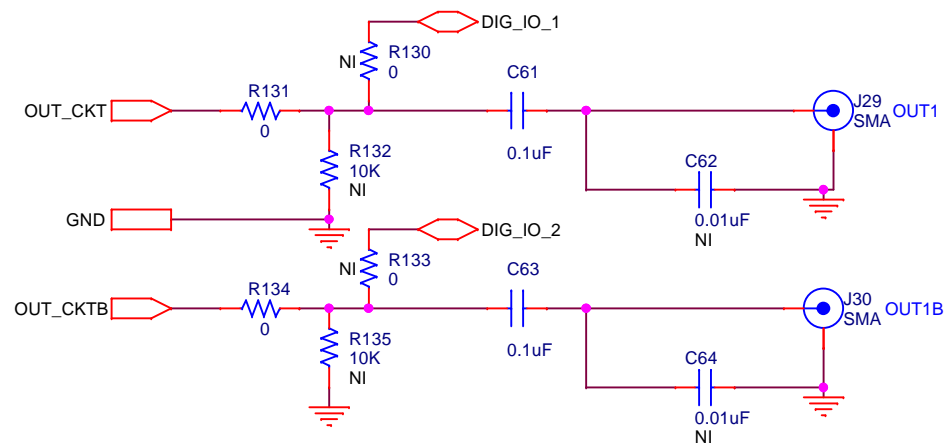 DIG_IO_1
NI
R130
0
C61
R131
OUT_CKT
0
J29
SMA
OUT1
0.1uF
R132
10K
NI
C62
0.01uF
NI
GND
DIG_IO_2
NI
R133
0
C63
R134
OUT_CKTB
0
J30
SMA
OUT1B
0.1uF
R135
10K
NI
C64
0.01uF
NI